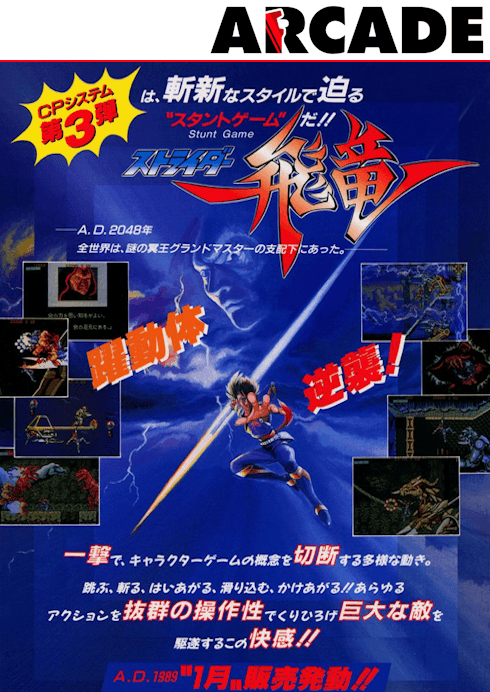 ARCADE
CPシステム
第3弾
は、斬新なスタイルで迫る
"スタントゲーム"だ!!
Stunt Game
ストライダー飛竜
A.D.2048年
全世界は、謎の冥王グランドマスターの支配下にあった。
躍動体
逆襲!
一撃で、キャラクターゲームの概念を切断する多様な動き。
跳ぶ、斬る、はいあがる、滑り込む、かけあがる!!あらゆる
アクションを抜群の操作性でくりひろげ巨大な敵を
駆逐するこの快感!!
A.D.1989 "1月"販売発動!!